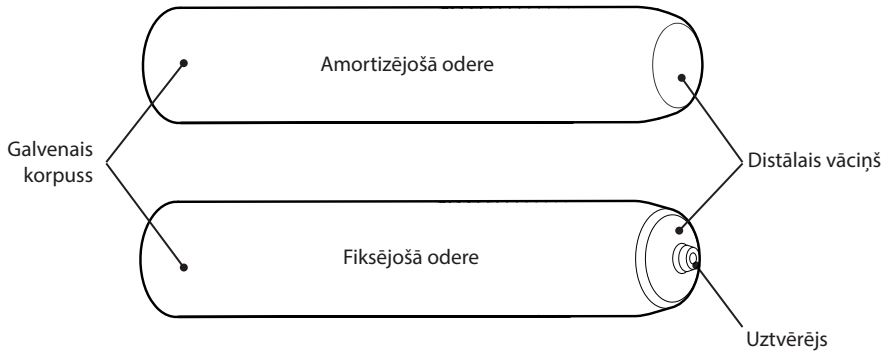 Amortizējošā odere
Galvenais
korpuss
Distālais vāciņš
Fiksējošā odere
Uztvērējs